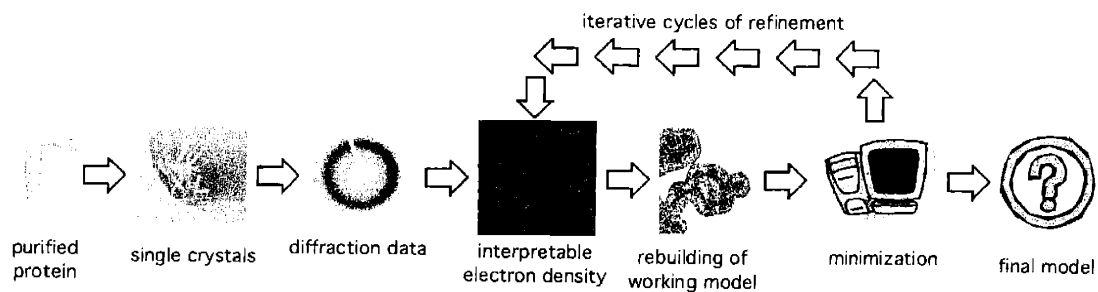 iterative cycles of refinement
purified
protein
single crystals
diffraction data
interpretable
electron density
rebuilding of
working model
minimization
?
final model